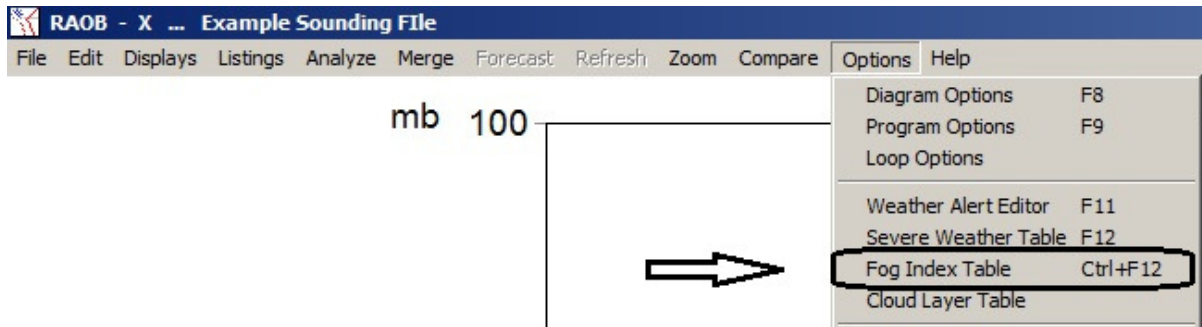 RAOB - X ... Example Sounding FIle
File Edit Displays Listings Analyze Merge Forecast Refresh Zoom Compare Options Help
Diagram Options F8
mb 100
Program Options F9
Loop Options
Weather Alert Editor F11
Severe Weather Table F12
Fog Index Table Ctrl+F12
Cloud Layer Table